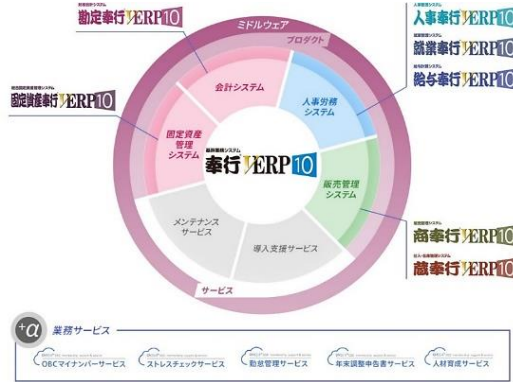 ミドルウェア
プロダクト
勘定奉行VERP10
会計システム
人事奉行VERP10
就業奉行VERP10
給与奉行VERP10
人事労務
システム
固定資産奉行VERP10
固定資産
管理
システム
奉行VERP10
販売管理
システム
商奉行VERP10
蔵奉行VERP10
メンテナンス
サービス
導入支援サービス
サービス
+α
業務サービス
OBCマイナンバーサービス
ストレスチェックサービス
勤怠管理サービス
年末調整申告書サービス
人材育成サービス